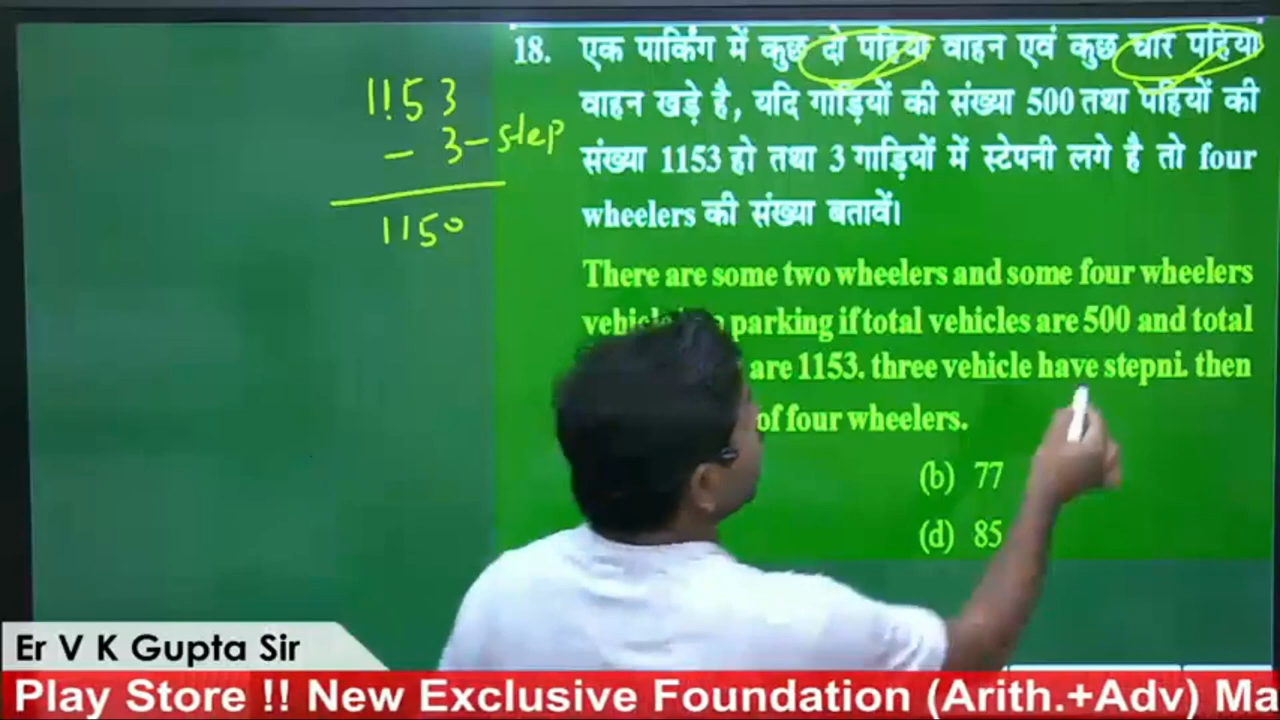 18. एक पार्किंग में कुछ दो पहिया वाहन एवं कुछ चार पहिया
वाहन खड़े है, यदि गाड़ियों की संख्या 500 तथा पहियों की
संख्या 1153 हो तथा 3 गाड़ियों में स्टेपनी लगे है तो four
wheelers की संख्या बतावें।
There are some two wheelers and some four wheelers
parking if total vehicles are 500 and total
are 1153. three vehicle have stepni. then
of four wheelers.
(b) 77
(d) 85
1153
- 3 - step
1150
Er V K Gupta Sir
Play Store !! New Exclusive Foundation (Arith.+Adv) Ma